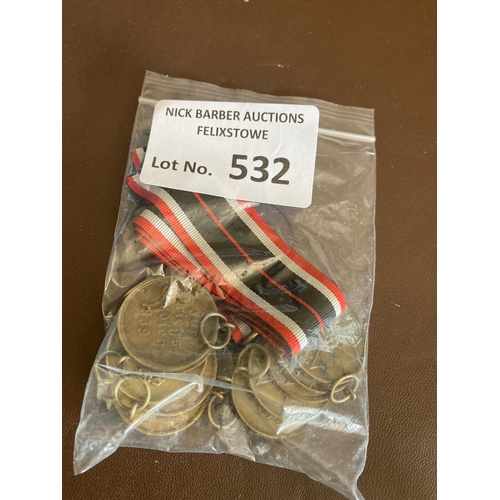 NICK BARBER AUCTIONS
FELIXSTOWE
Lot No. 532